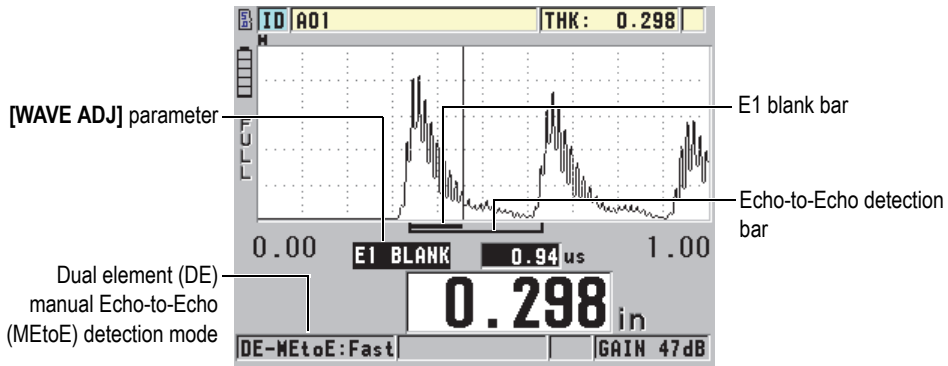 ID A01 THK: 0.298
FULL
[WAVE ADJ] parameter
E1 blank bar
Echo-to-Echo detection
bar
0.00 E1 BLANK 0.94 us 1.00
Dual element (DE)
manual Echo-to-Echo
(MEtoE) detection mode
0.298 in
DE-MEtoE:Fast GAIN 47dB